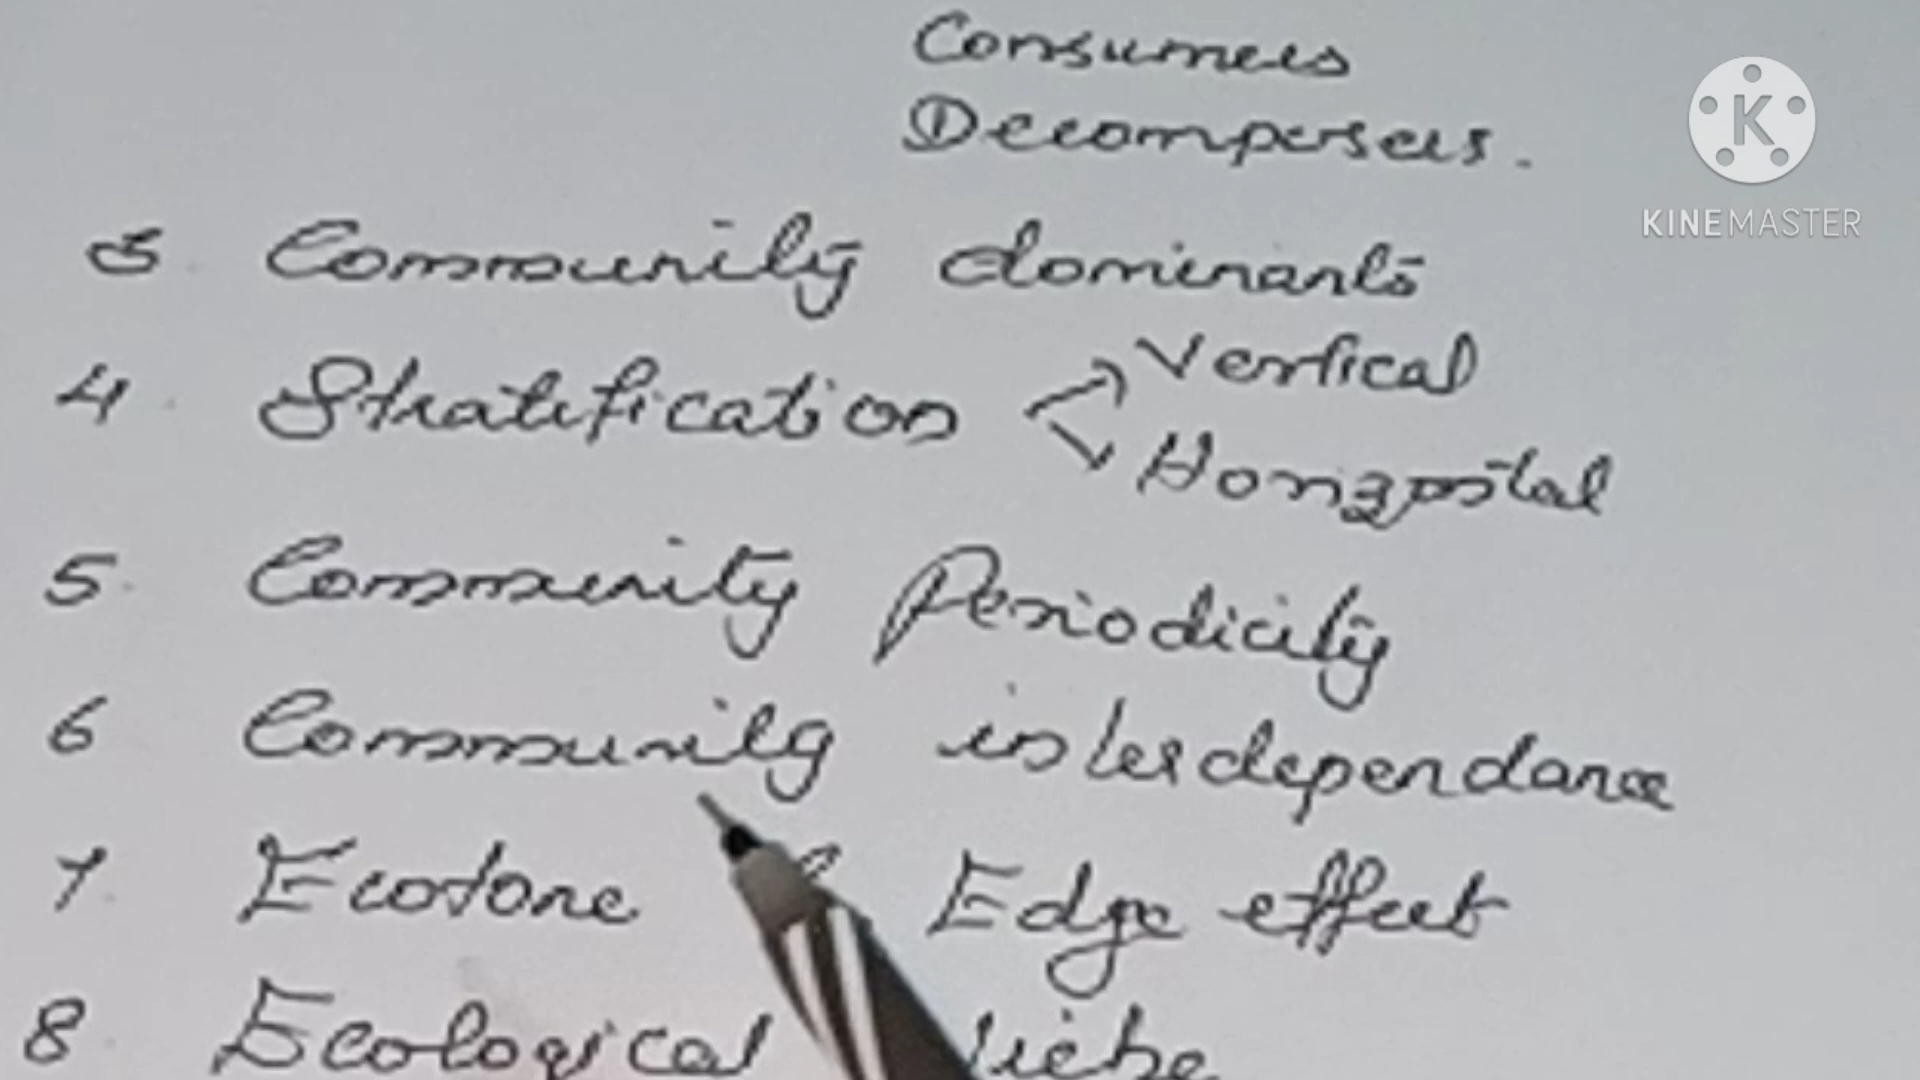 Consumers
Decomposers.
K
KINEMASTER
3 Community dominants
4 Stratification Vertical
Horizontal
5 Community Periodicity
6 Community interdependance
7. Ecotone Edge effect
8 Ecological